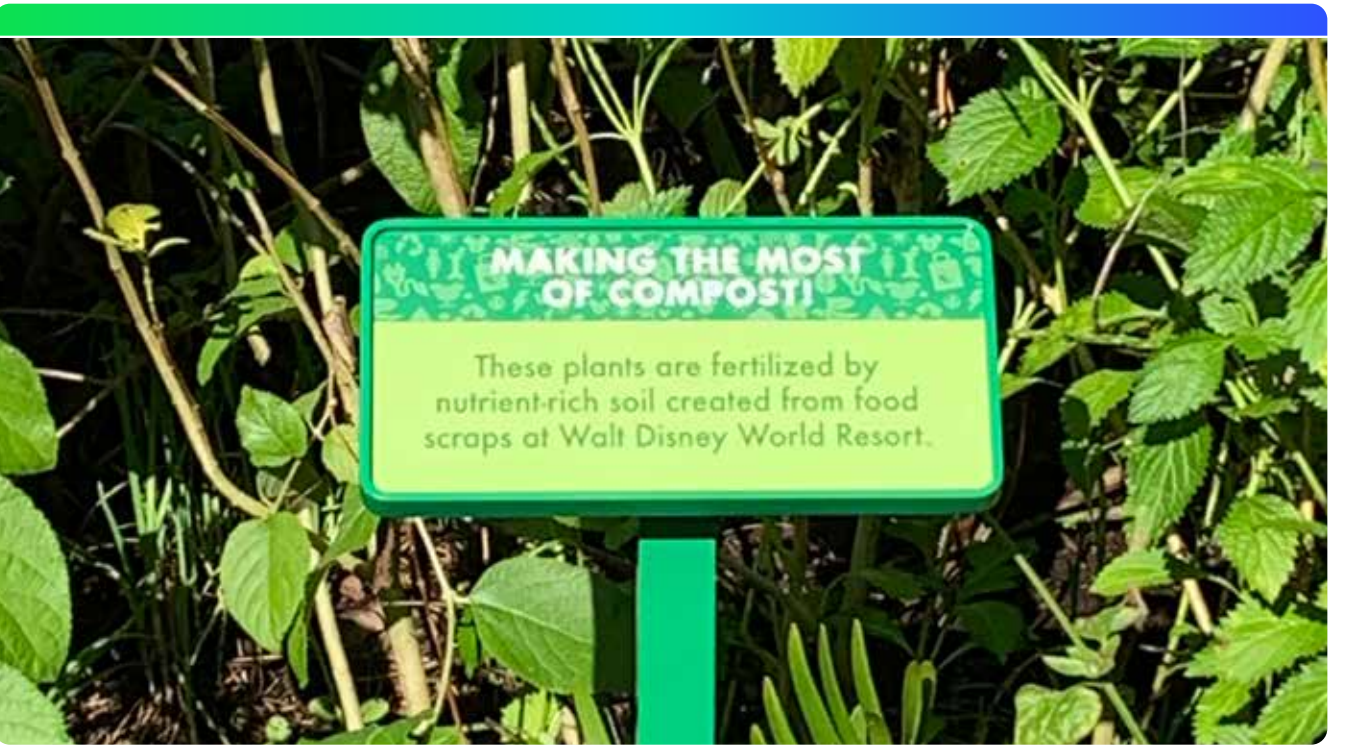 MAKING THE MOST
OF COMPOST!
These plants are fertilized by
nutrient-rich soil created from food
scraps at Walt Disney World Resort.